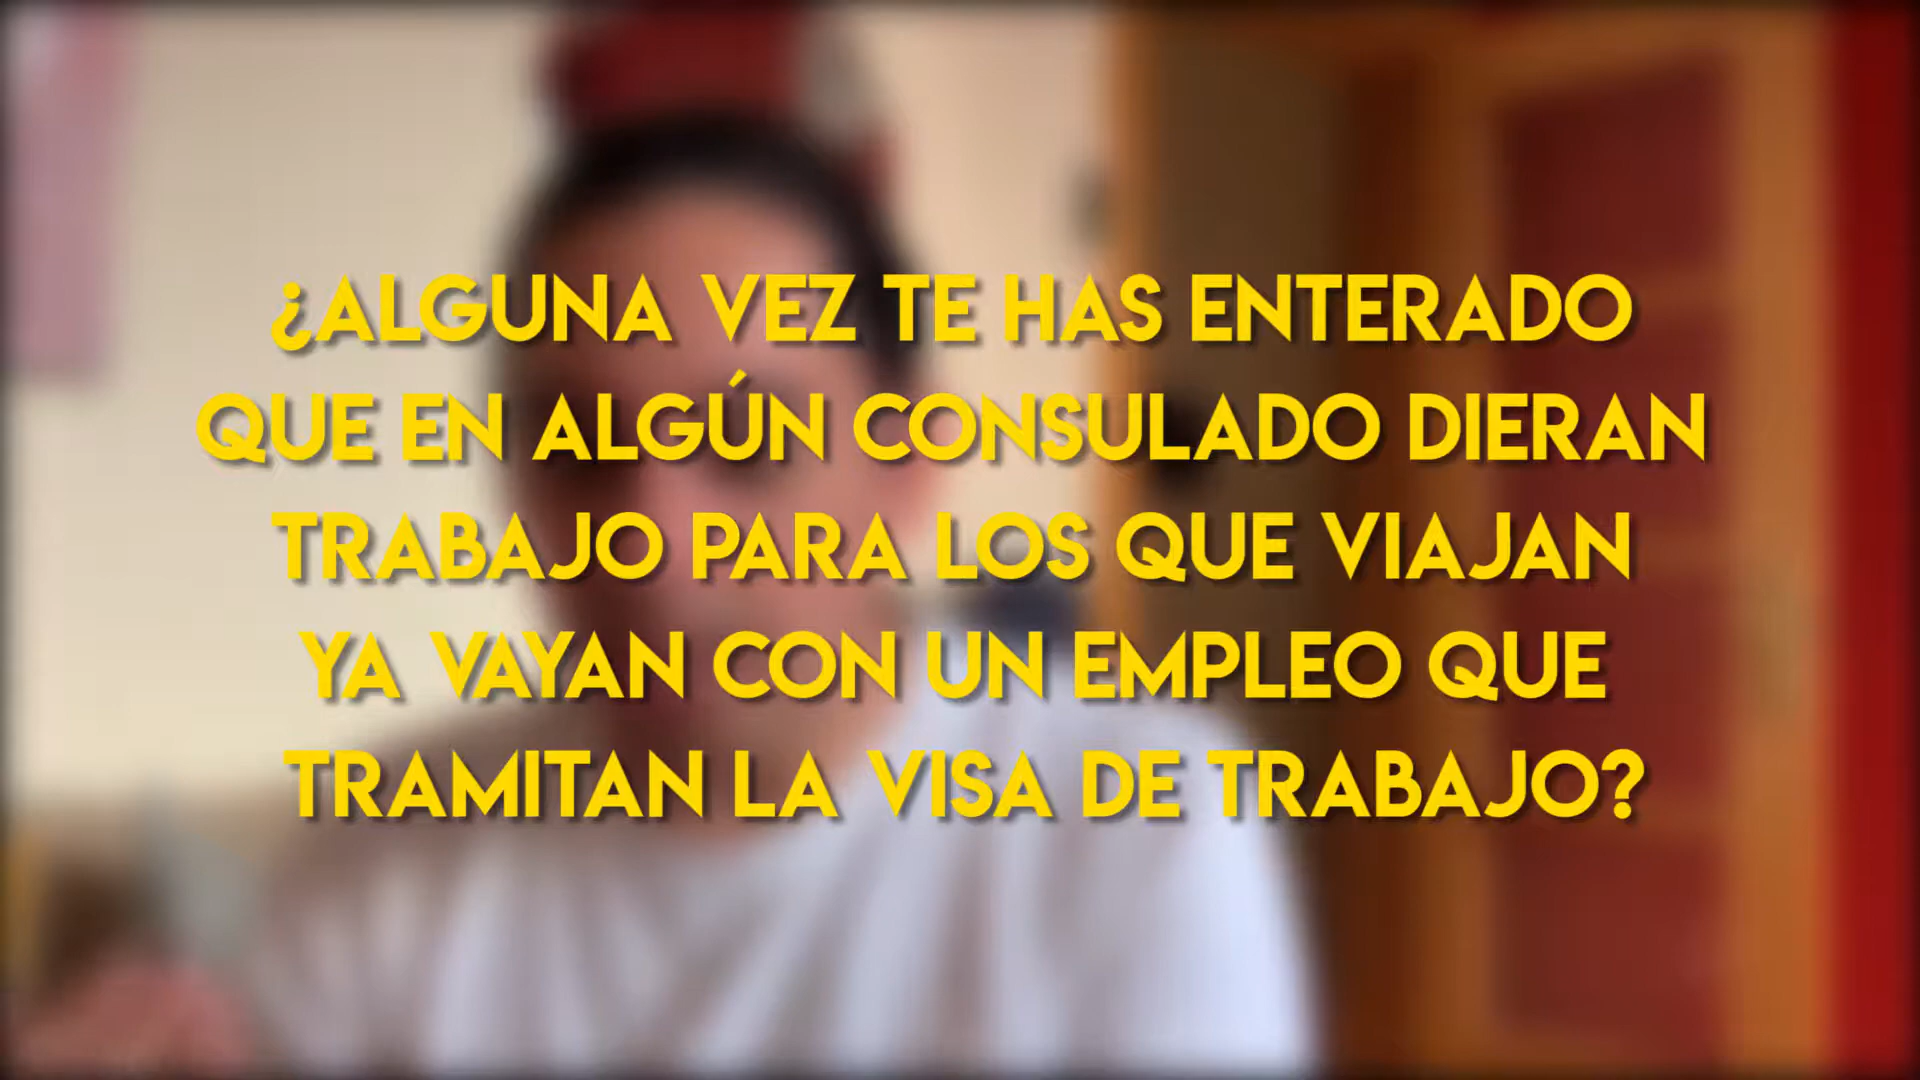 ¿ALGUNA VEZ TE HAS ENTERADO
QUE EN ALGÚN CONSULADO DIERAN
TRABAJO PARA LOS QUE VIAJAN
YA VAYAN CON UN EMPLEO QUE
TRAMITAN LA VISA DE TRABAJO?